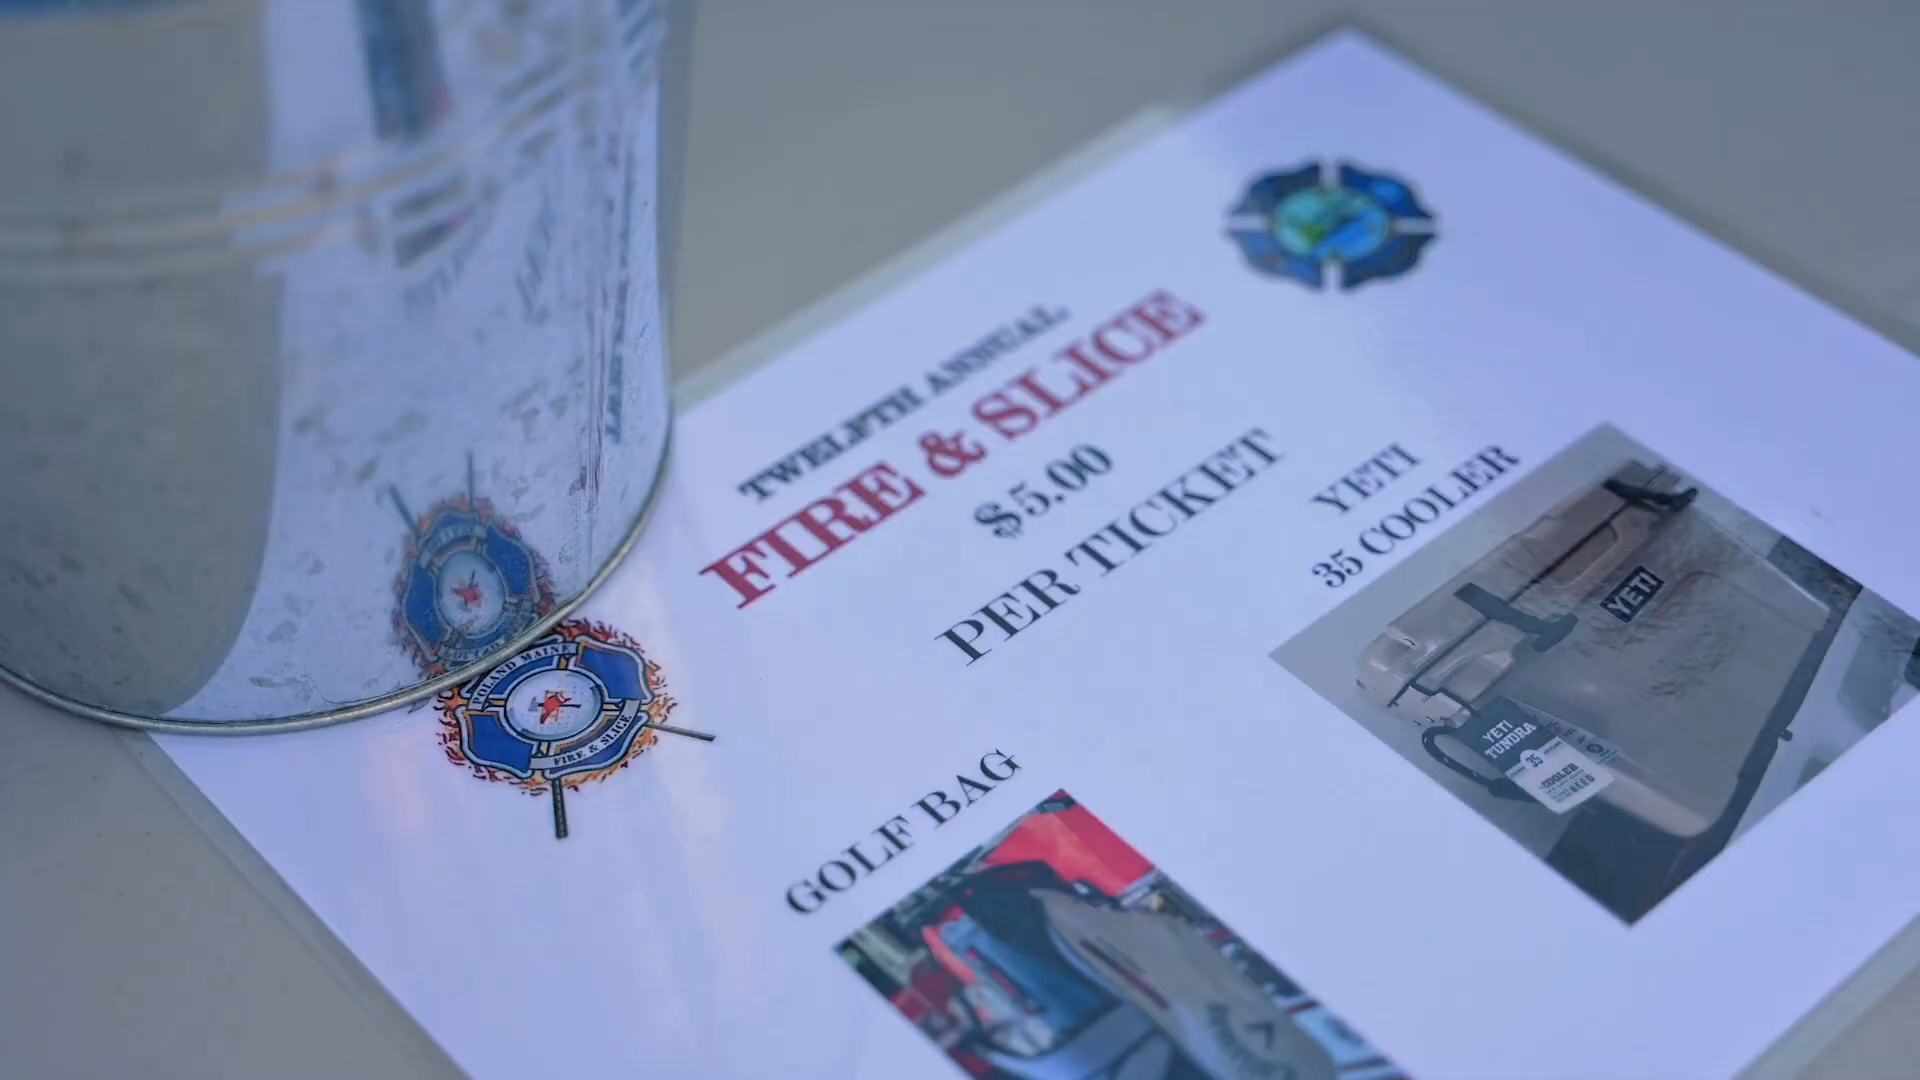 TWELFTH ANNUAL
FIRE & SLICE
$5.00
PER TICKET
YETI
35 COOLER
YETI
YETI
TUNDRA
35
COOLER
POLAND MAINE
FIRE & SLICE
GOLF BAG